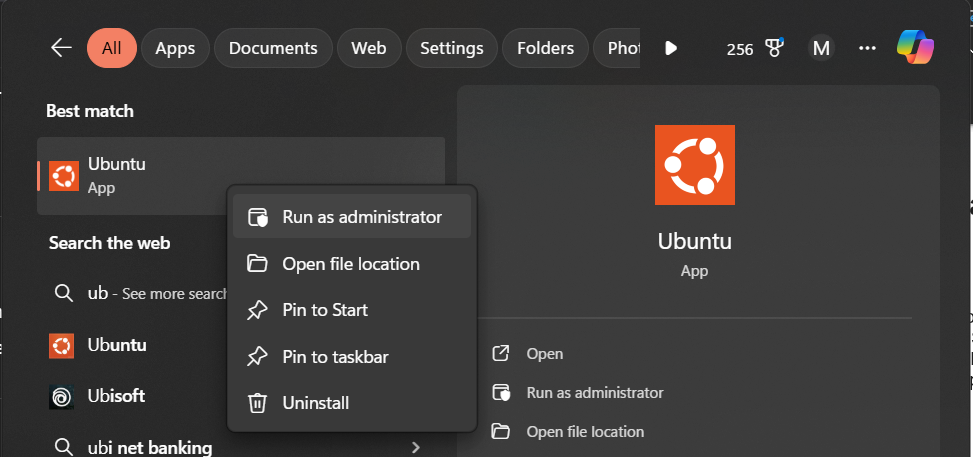 All
Apps
Documents
Web
Settings
Folders
256
M
Best match
Ubuntu
App
Search the web
ub - See more
Ubuntu
Ubisoft
ubi net banking
Run as administrator
Open file location
Pin to Start
Pin to taskbar
Uninstall
Ubuntu
App
Open
Run as administrator
Open file location